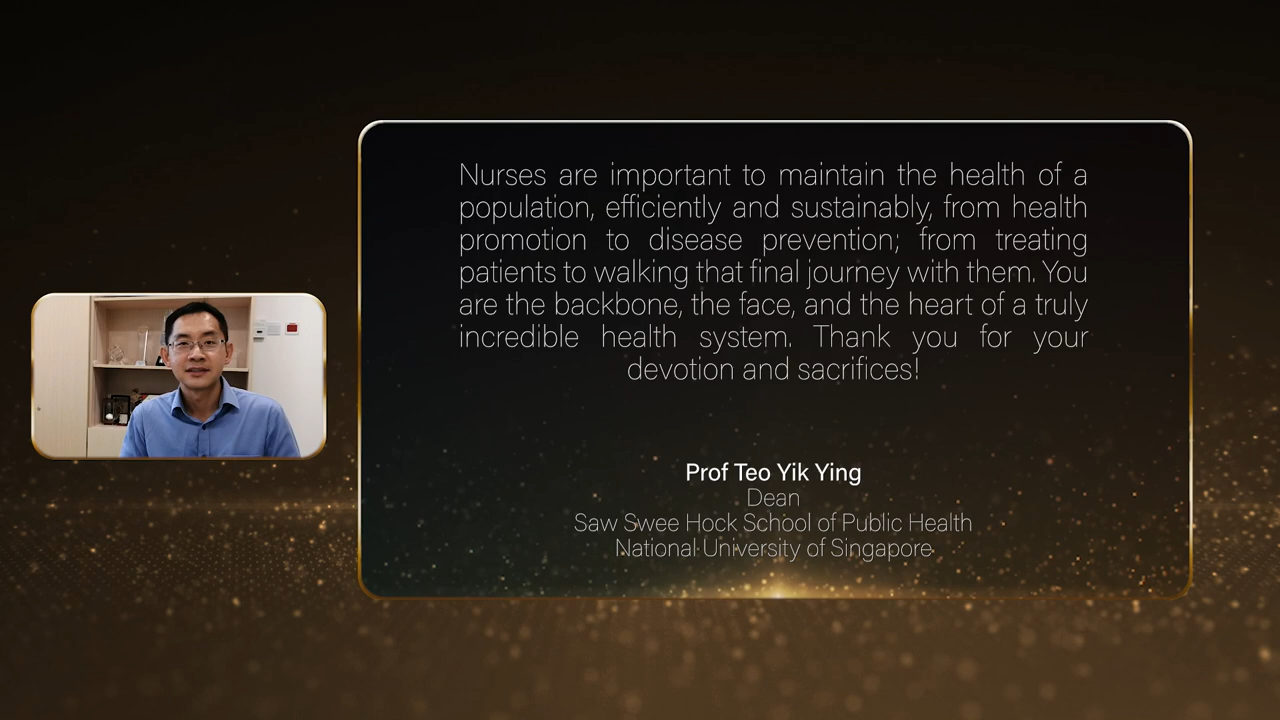 Nurses are important to maintain the health of a
population, efficiently and sustainably, from health
promotion to disease prevention; from treating
patients to walking that final journey with them. You
are the backbone, the face, and the heart of a truly
incredible health system. Thank you for your
devotion and sacrifices!
Prof Teo Yik Ying
Dean
Saw Swee Hock School of Public Health
National University of Singapore